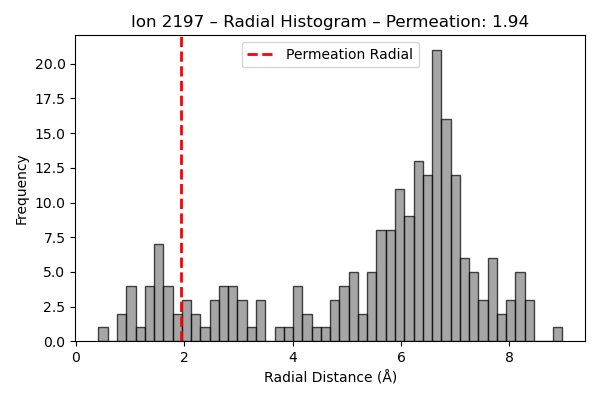 Ion 2197 – Radial Histogram – Permeation: 1.94
Permeation Radial
Frequency
20.0
17.5
15.0
12.5
10.0
7.5
5.0
2.5
0.0
0 2 4 6 8
Radial Distance (Å)